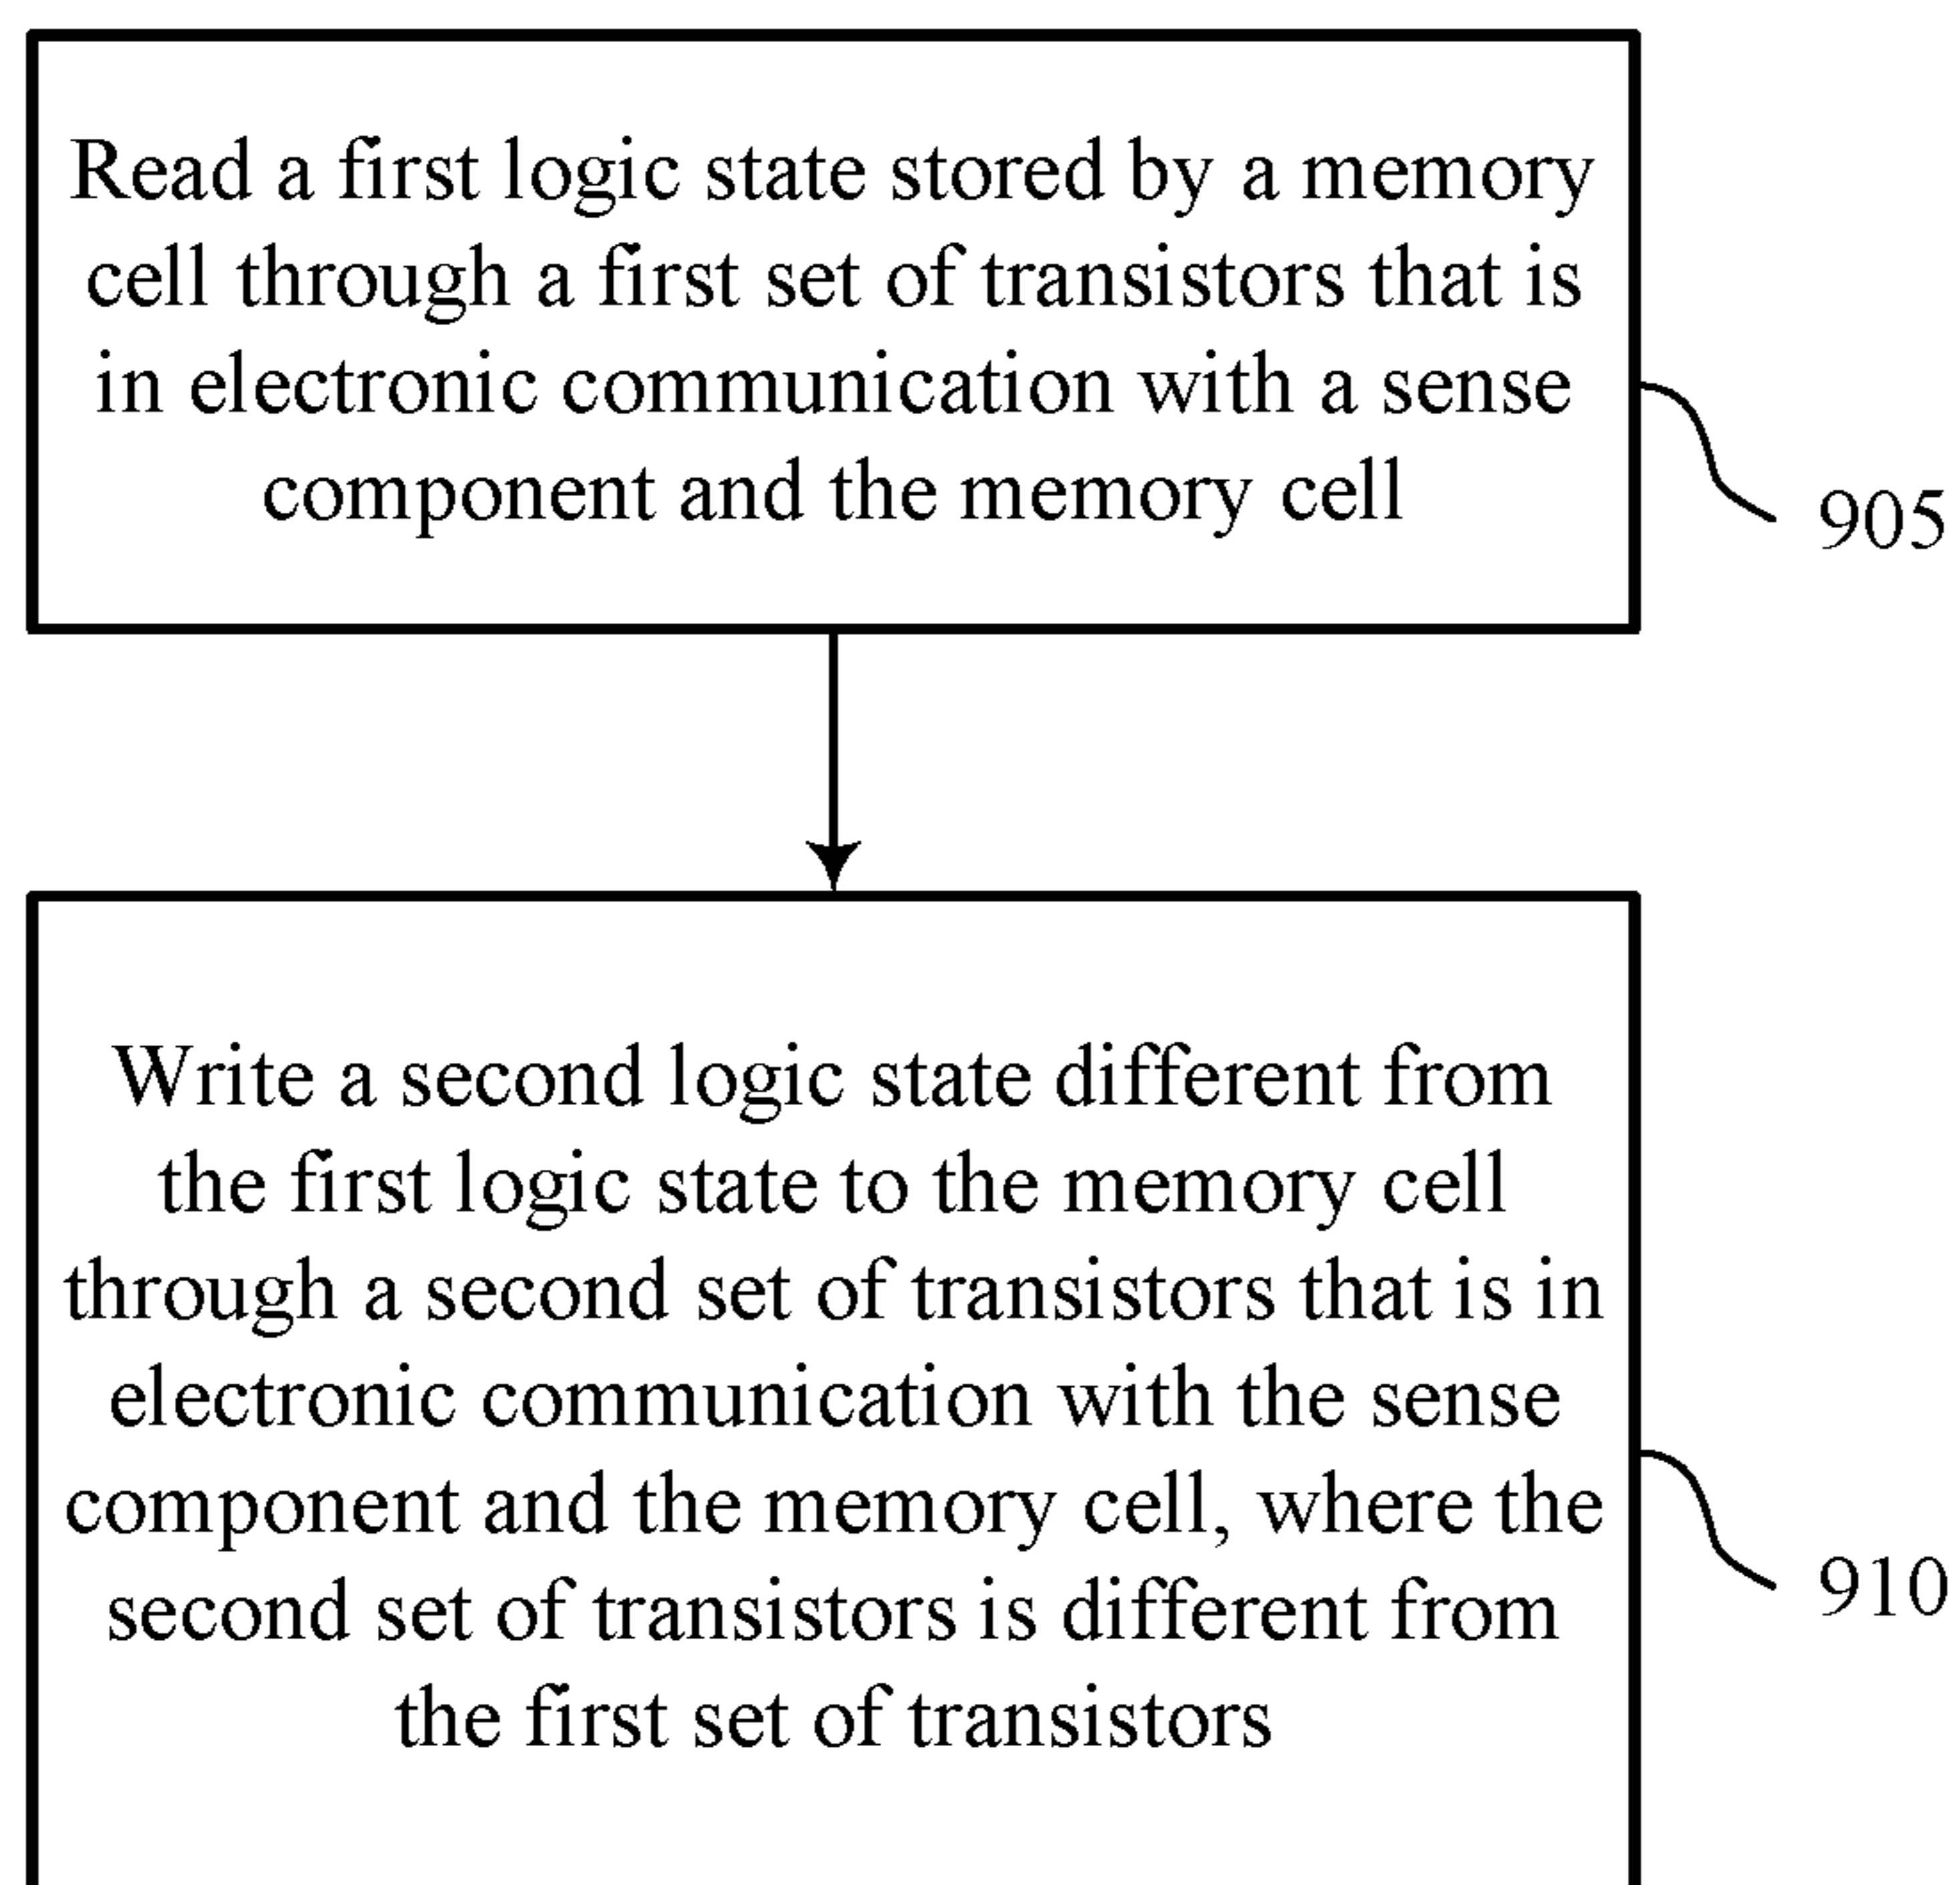 Read a first logic state stored by a memory
cell through a first set of transistors that is
in electronic communication with a sense
component and the memory cell
905
Write a second logic state different from
the first logic state to the memory cell
through a second set of transistors that is in
electronic communication with the sense
component and the memory cell, where the
second set of transistors is different from
the first set of transistors
910